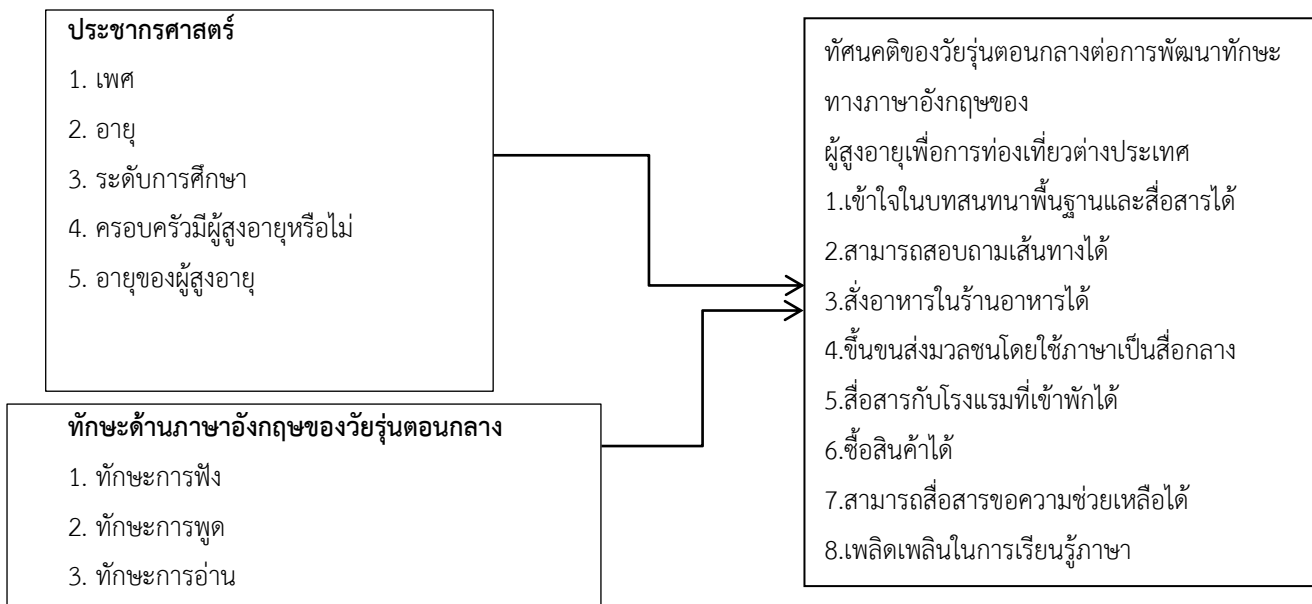 ประชากรศาสตร์
1. เพศ
2. อายุ
3. ระดับการศึกษา
4. ครอบครัวมีผู้สูงอายุหรือไม่
5. อายุของผู้สูงอายุ
ทักษะด้านภาษาอังกฤษของวัยรุ่นตอนกลาง
1. ทักษะการฟัง
2. ทักษะการพูด
3. ทักษะการอ่าน
ทัศนคติของวัยรุ่นตอนกลางต่อการพัฒนาทักษะ
ทางภาษาอังกฤษของ
ผู้สูงอายุเพื่อการท่องเที่ยวต่างประเทศ
1.เข้าใจในบทสนทนาพื้นฐานและสื่อสารได้
2.สามารถสอบถามเส้นทางได้
3.สั่งอาหารในร้านอาหารได้
4.ขึ้นขนส่งมวลชนโดยใช้ภาษาเป็นสื่อกลาง
5.สื่อสารกับโรงแรมที่เข้าพักได้
6.ซื้อสินค้าได้
7.สามารถสื่อสารขอความช่วยเหลือได้
8.เพลิดเพลินในการเรียนรู้ภาษา